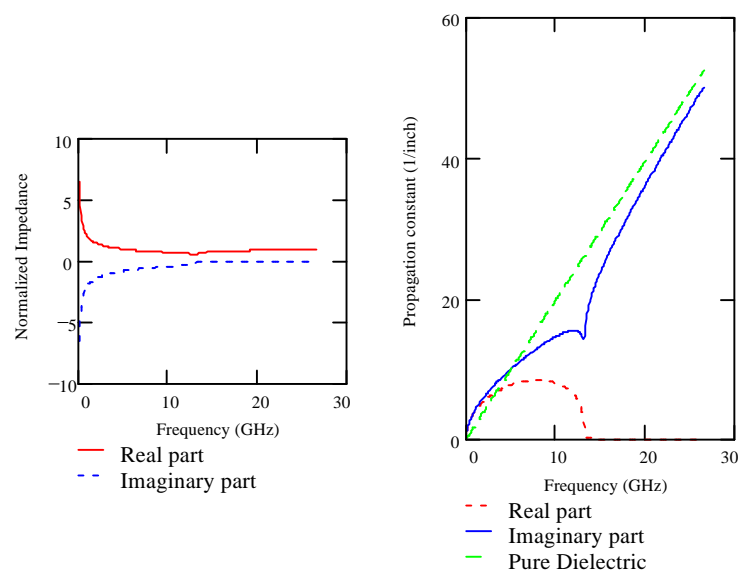 10
5
0
−5
−10
Normalized Impedance
0 10 20 30
Frequency (GHz)
Real part
Imaginary part
60
40
20
0
Propagation constant (1/inch)
0 10 20 30
Frequency (GHz)
Real part
Imaginary part
Pure Dielectric